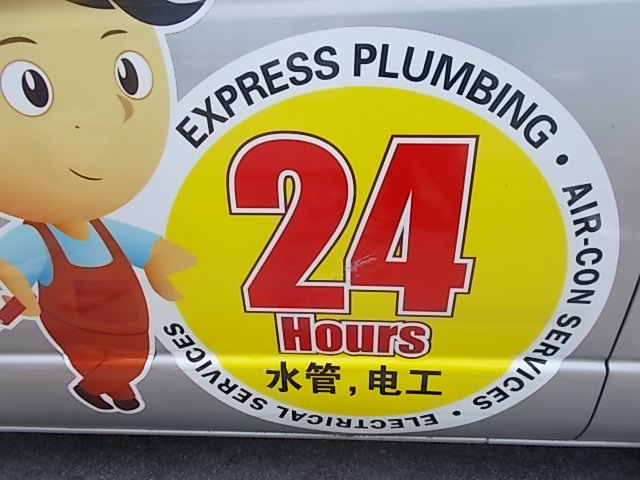 EXPRESS PLUMBING • AIR-CON SERVICES • ELECTRICAL SERVICES
24
Hours
水管,电工